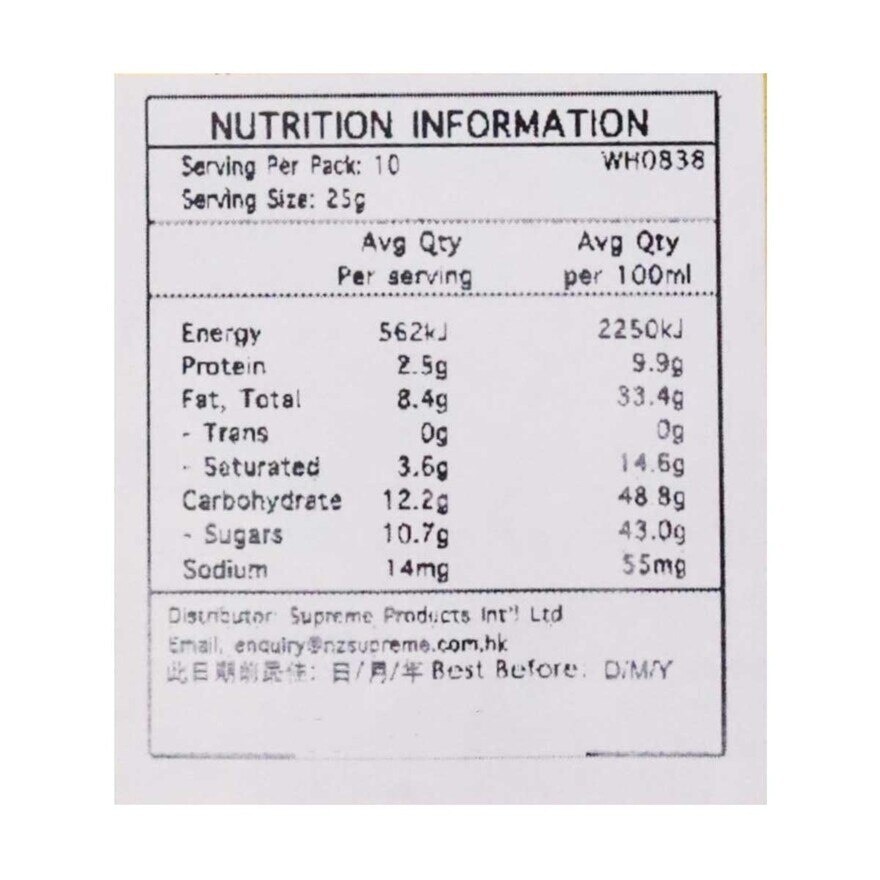 NUTRITION INFORMATION
Serving Per Pack: 10 WH0838
Serving Size: 25g
Avg Qty Avg Qty
Per serving per 100ml
Energy 562kJ 2250kJ
Protein 2.5g 9.9g
Fat, Total 8.4g 33.4g
- Trans 0g 0g
- Saturated 3.6g 14.6g
Carbohydrate 12.2g 48.8g
- Sugars 10.7g 43.0g
Sodium 14mg 55mg
Distributor: Supreme Products Int'l Ltd
Email: enquiry@nzsupreme.com.hk
此日期前最佳: 日/月/年 Best Before: D/M/Y